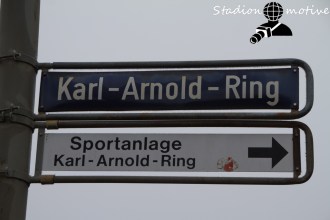 Stadion motive
Karl-Arnold-Ring
Sportanlage
Karl-Arnold-Ring